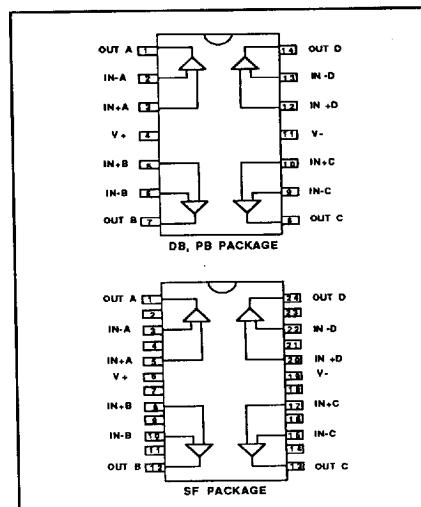 OUT A 1 14 OUT D
IN-A 2 13 IN-D
IN+A 3 12 IN+D
V+ 4 11 V-
IN+B 5 10 IN+C
IN-B 6 9 IN-C
OUT B 7 8 OUT C
DB, PB PACKAGE
OUT A 1 24 OUT D
2 23
IN-A 3 22 IN-D
4 21
IN+A 5 20 IN+D
V+ 6 19 V-
7 18
IN+B 8 17 IN+C
9 16
IN-B 10 15 IN-C
11 14
OUT B 12 13 OUT C
SF PACKAGE